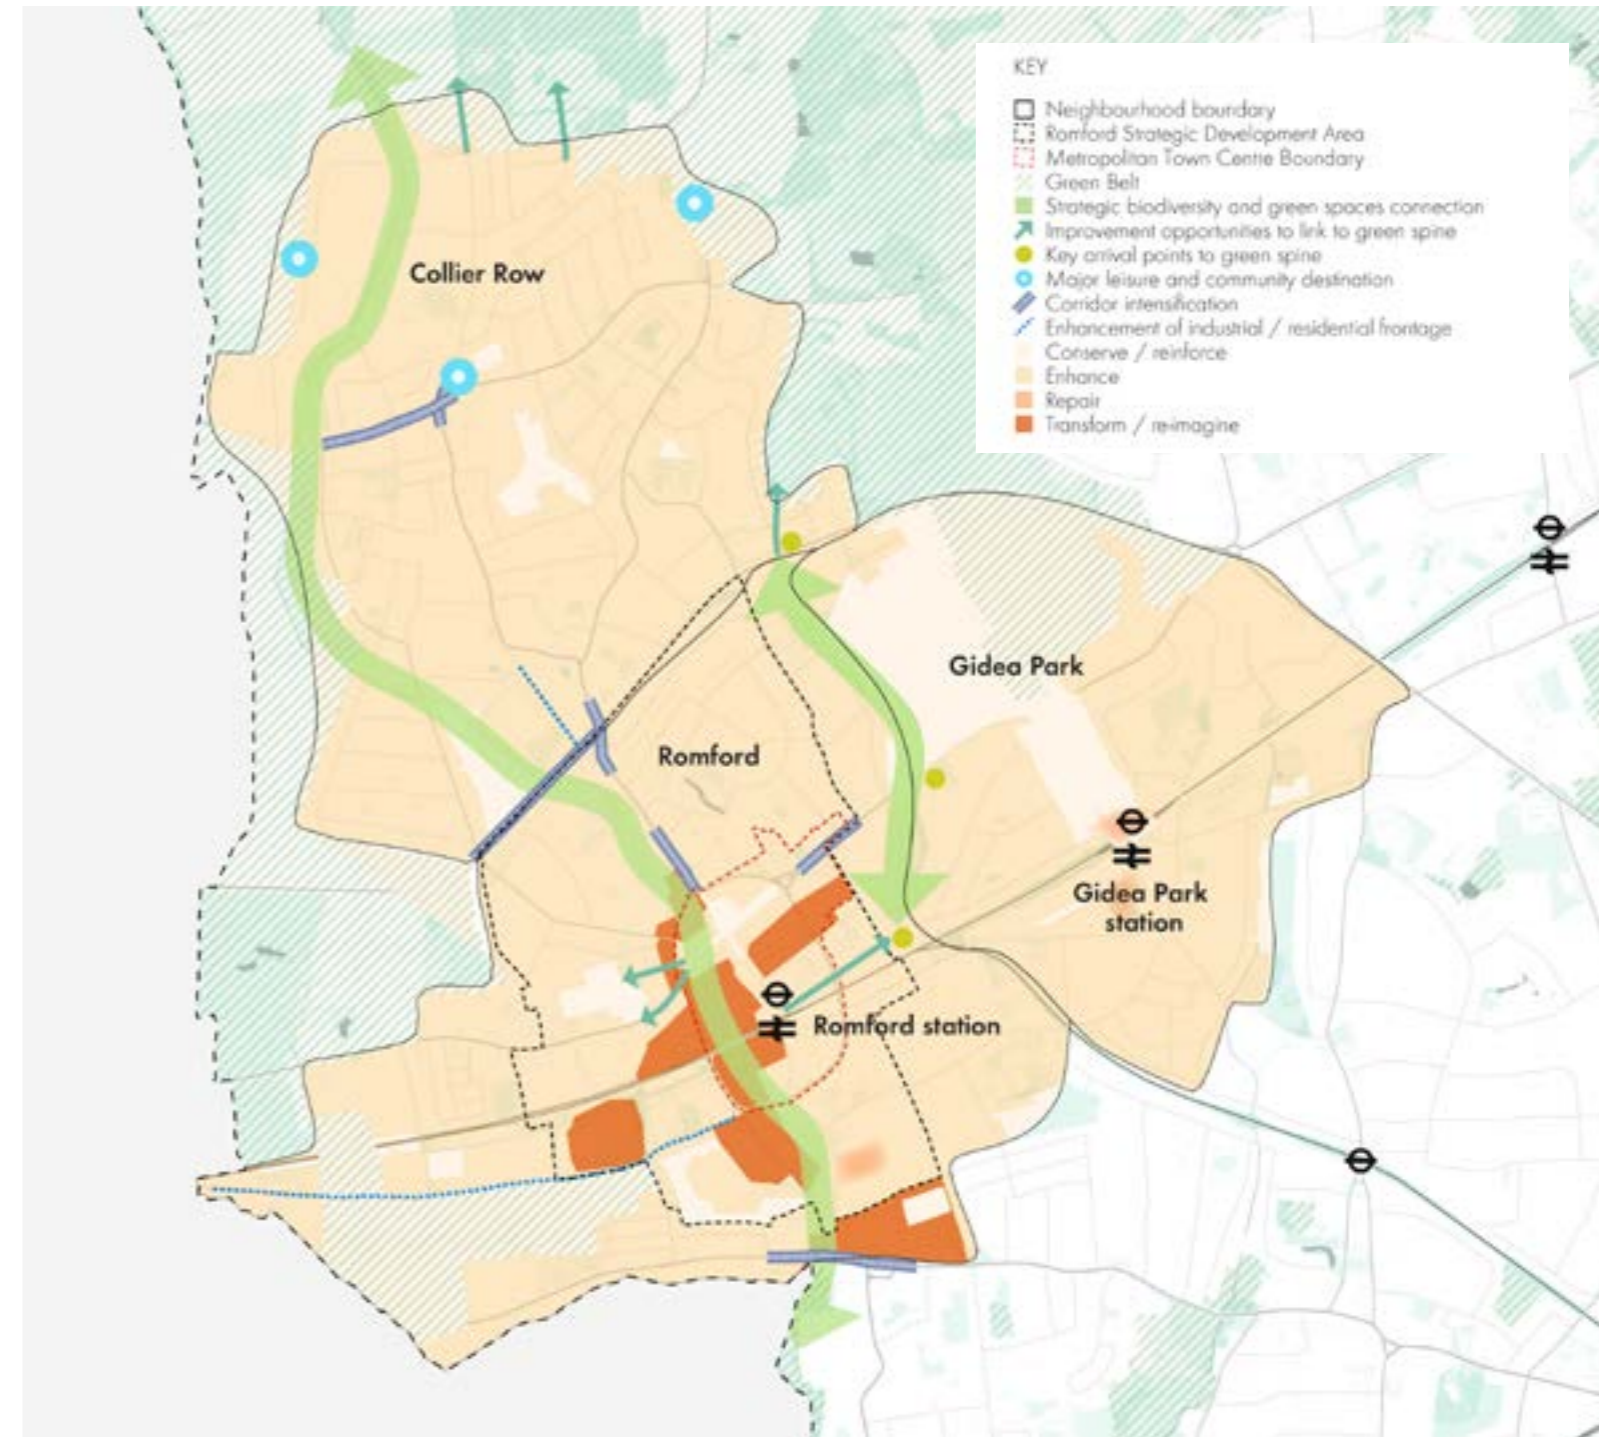 KEY
Neighbourhood boundary
Romford Strategic Development Area
Metropolitan Town Centre Boundary
Green Belt
Strategic biodiversity and green spaces connection
Improvement opportunities to link to green spine
Key arrival points to green spine
Major leisure and community destination
Corridor intensification
Enhancement of industrial / residential frontage
Conserve / reinforce
Enhance
Repair
Transform / re-imagine
Collier Row
Gidea Park
Romford
Gidea Park
station
Romford station